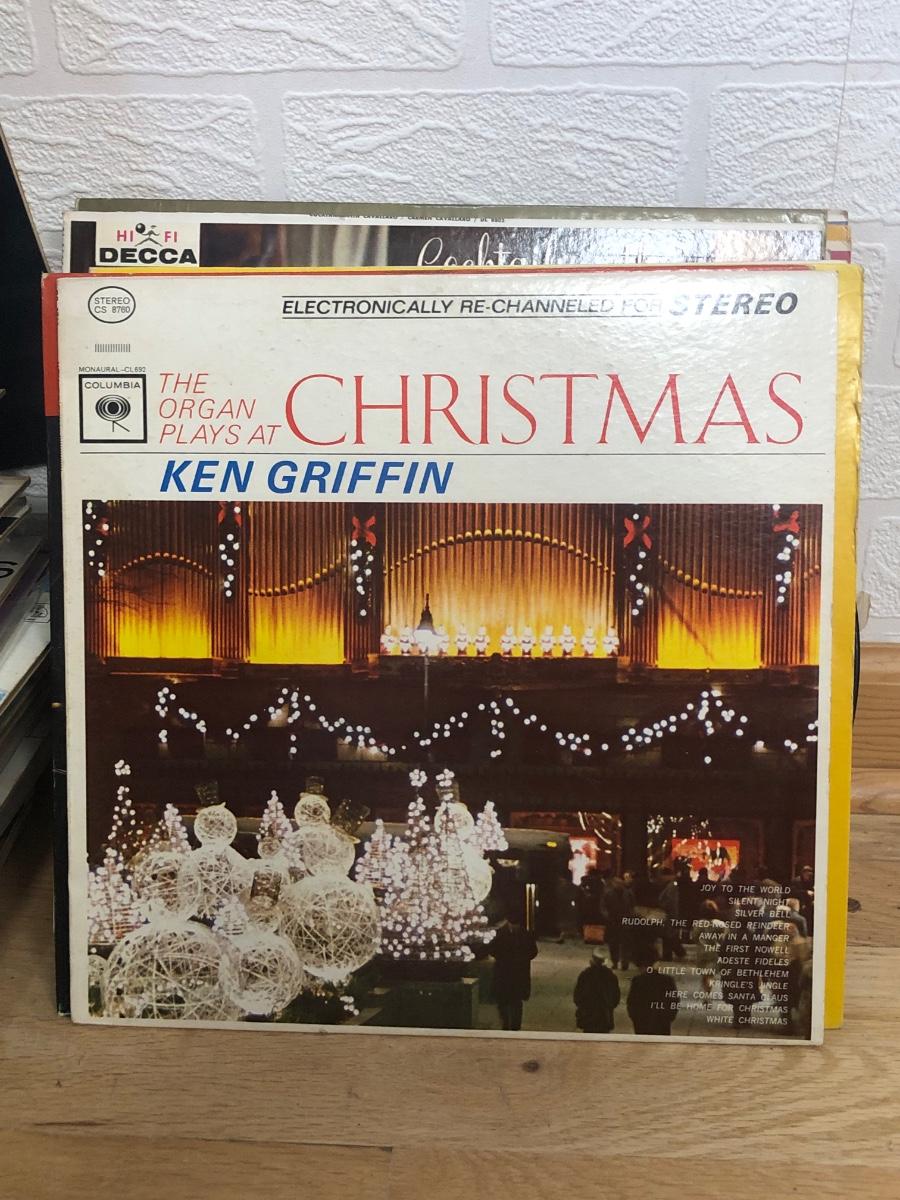 HI FI
DECCA
STEREO
CS 8760
ELECTRONICALLY RE-CHANNELED FOR STEREO
MONAURAL-CL 692
COLUMBIA
THE
ORGAN
PLAYS AT
CHRISTMAS
KEN GRIFFIN
JOY TO THE WORLD
SILENT NIGHT
SILVER BELL
RUDOLPH, THE RED-NOSED REINDEER
AWAY IN A MANGER
THE FIRST NOWELL
ADESTE FIDELES
O LITTLE TOWN OF BETHLEHEM
KRINGLE'S JINGLE
HERE COMES SANTA CLAUS
I'LL BE HOME FOR CHRISTMAS
WHITE CHRISTMAS